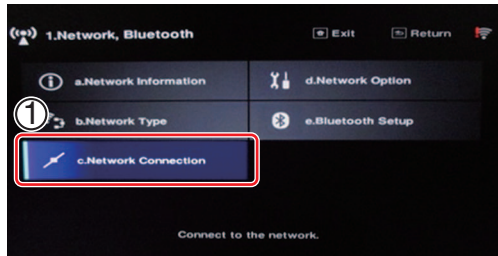 1.Network, Bluetooth
Exit
Return
a.Network Information
d.Network Option
1
b.Network Type
e.Bluetooth Setup
c.Network Connection
Connect to the network.